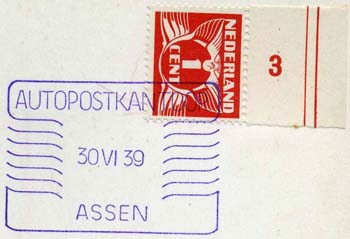 AUTOPOSTKANTOOR
30 VI 39
ASSEN
NEDERLAND
1
CENT
3